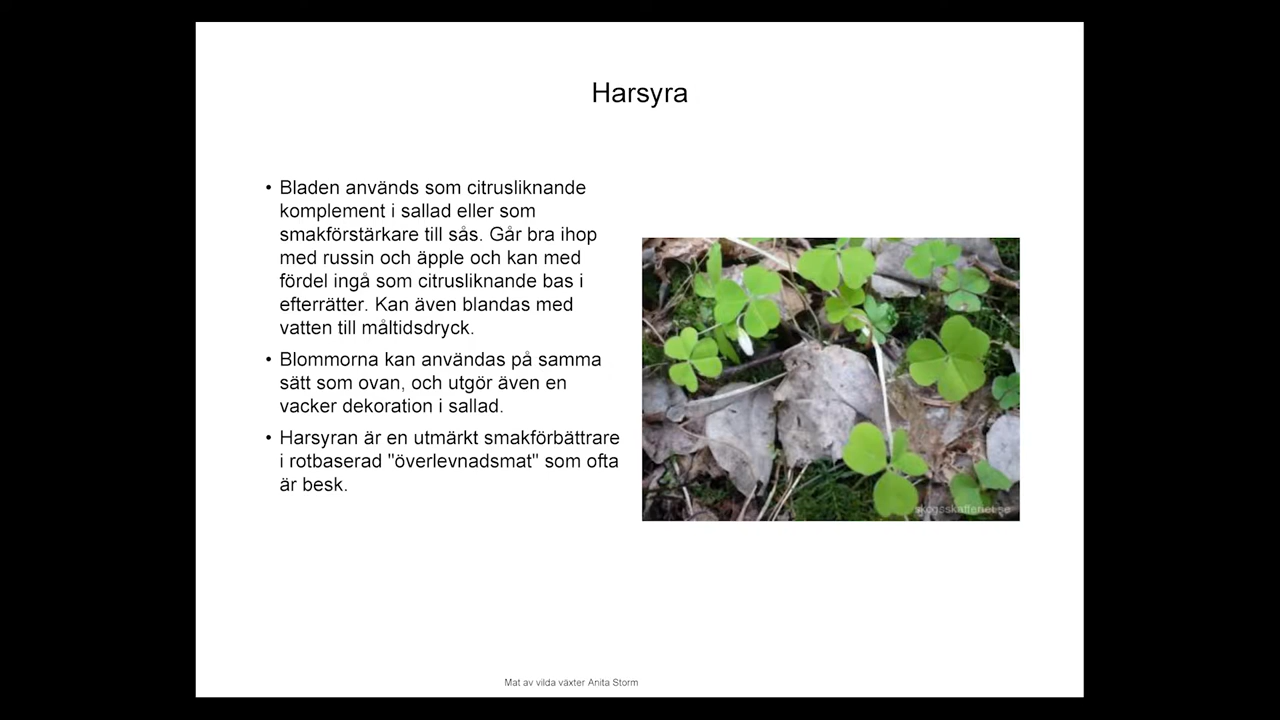 Harsyra
• Bladen används som citrusliknande
komplement i sallad eller som
smakförstärkare till sås. Går bra ihop
med russin och äpple och kan med
fördel ingå som citrusliknande bas i
efterrätter. Kan även blandas med
vatten till måltidsdryck.
• Blommorna kan användas på samma
sätt som ovan, och utgör även en
vacker dekoration i sallad.
• Harsyran är en utmärkt smakförbättrare
i rotbaserad "överlevnadsmat" som ofta
är besk.
skogsskafferiet.se
Mat av vilda växter Anita Storm